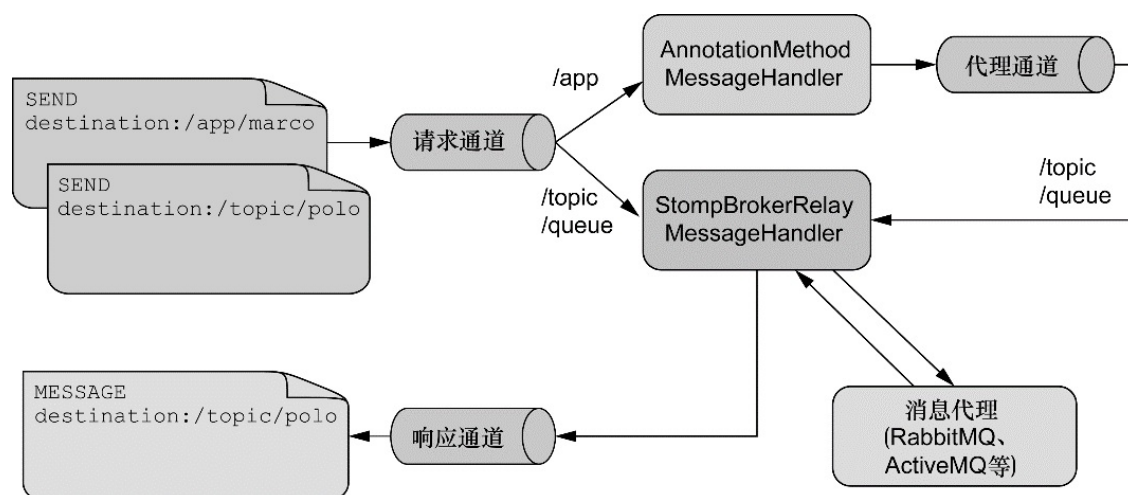 SEND
destination:/app/marco
SEND
destination:/topic/polo
请求通道
/app
/topic
/queue
AnnotationMethod
MessageHandler
代理通道
StompBrokerRelay
MessageHandler
/topic
/queue
MESSAGE
destination:/topic/polo
响应通道
消息代理
(RabbitMQ、
ActiveMQ等)